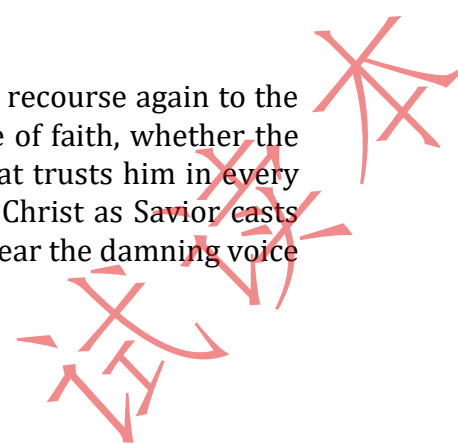 recourse again to the
e of faith, whether the
at trusts him in every
Christ as Savior casts
ear the damning voice
试读本